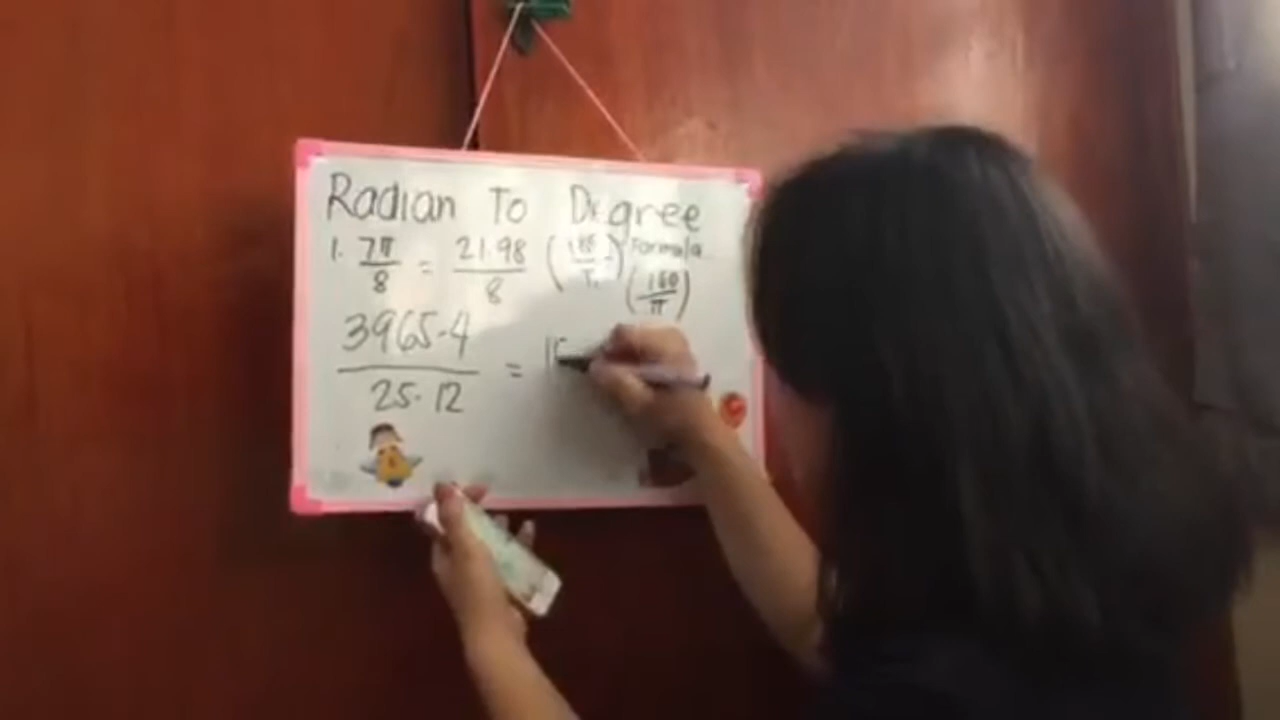 Radian To Degree
1. 7π/8 = 21.98/8 (180/π) Formula (180/π)
3965.4/25.12 =